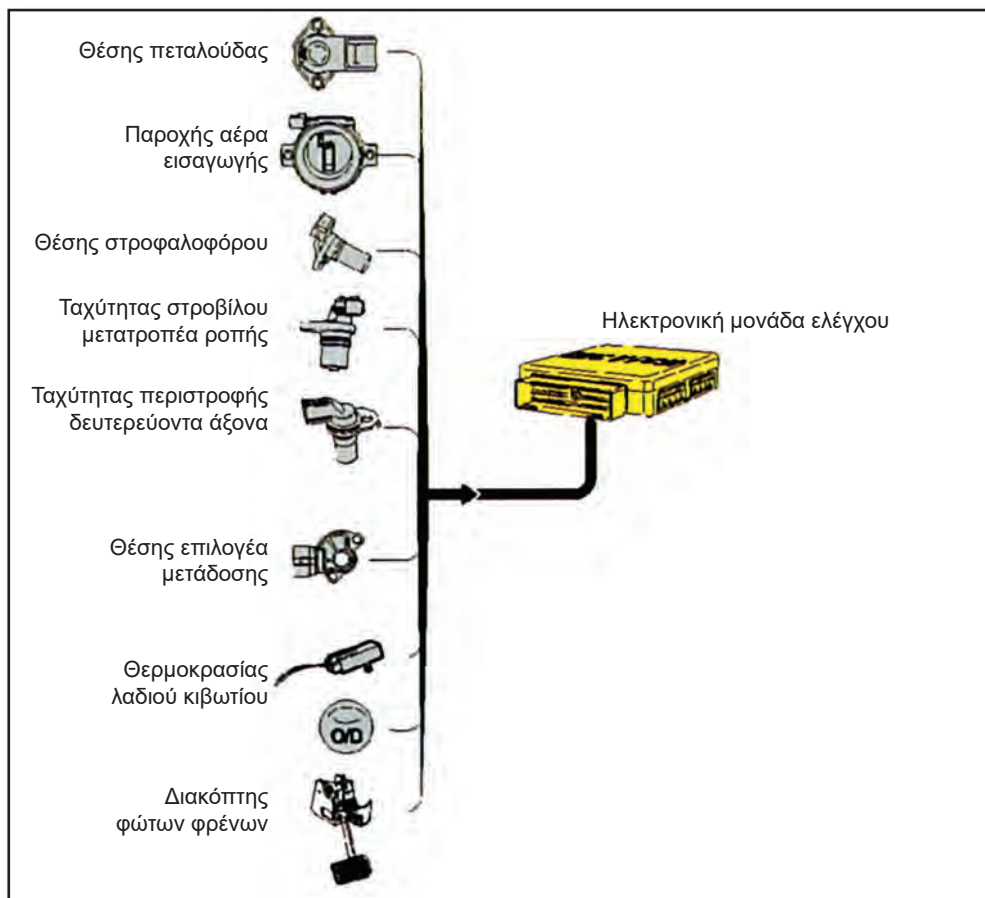 Θέσης πεταλούδας
Παροχής αέρα
εισαγωγής
Θέσης στροφαλοφόρου
Ταχύτητας στροβίλου
μετατροπέα ροπής
Ηλεκτρονική μονάδα ελέγχου
Ταχύτητας περιστροφής
δευτερεύοντα άξονα
Θέσης επιλογέα
μετάδοσης
Θερμοκρασίας
λαδιού κιβωτίου
O/D
Διακόπτης
φώτων φρένων